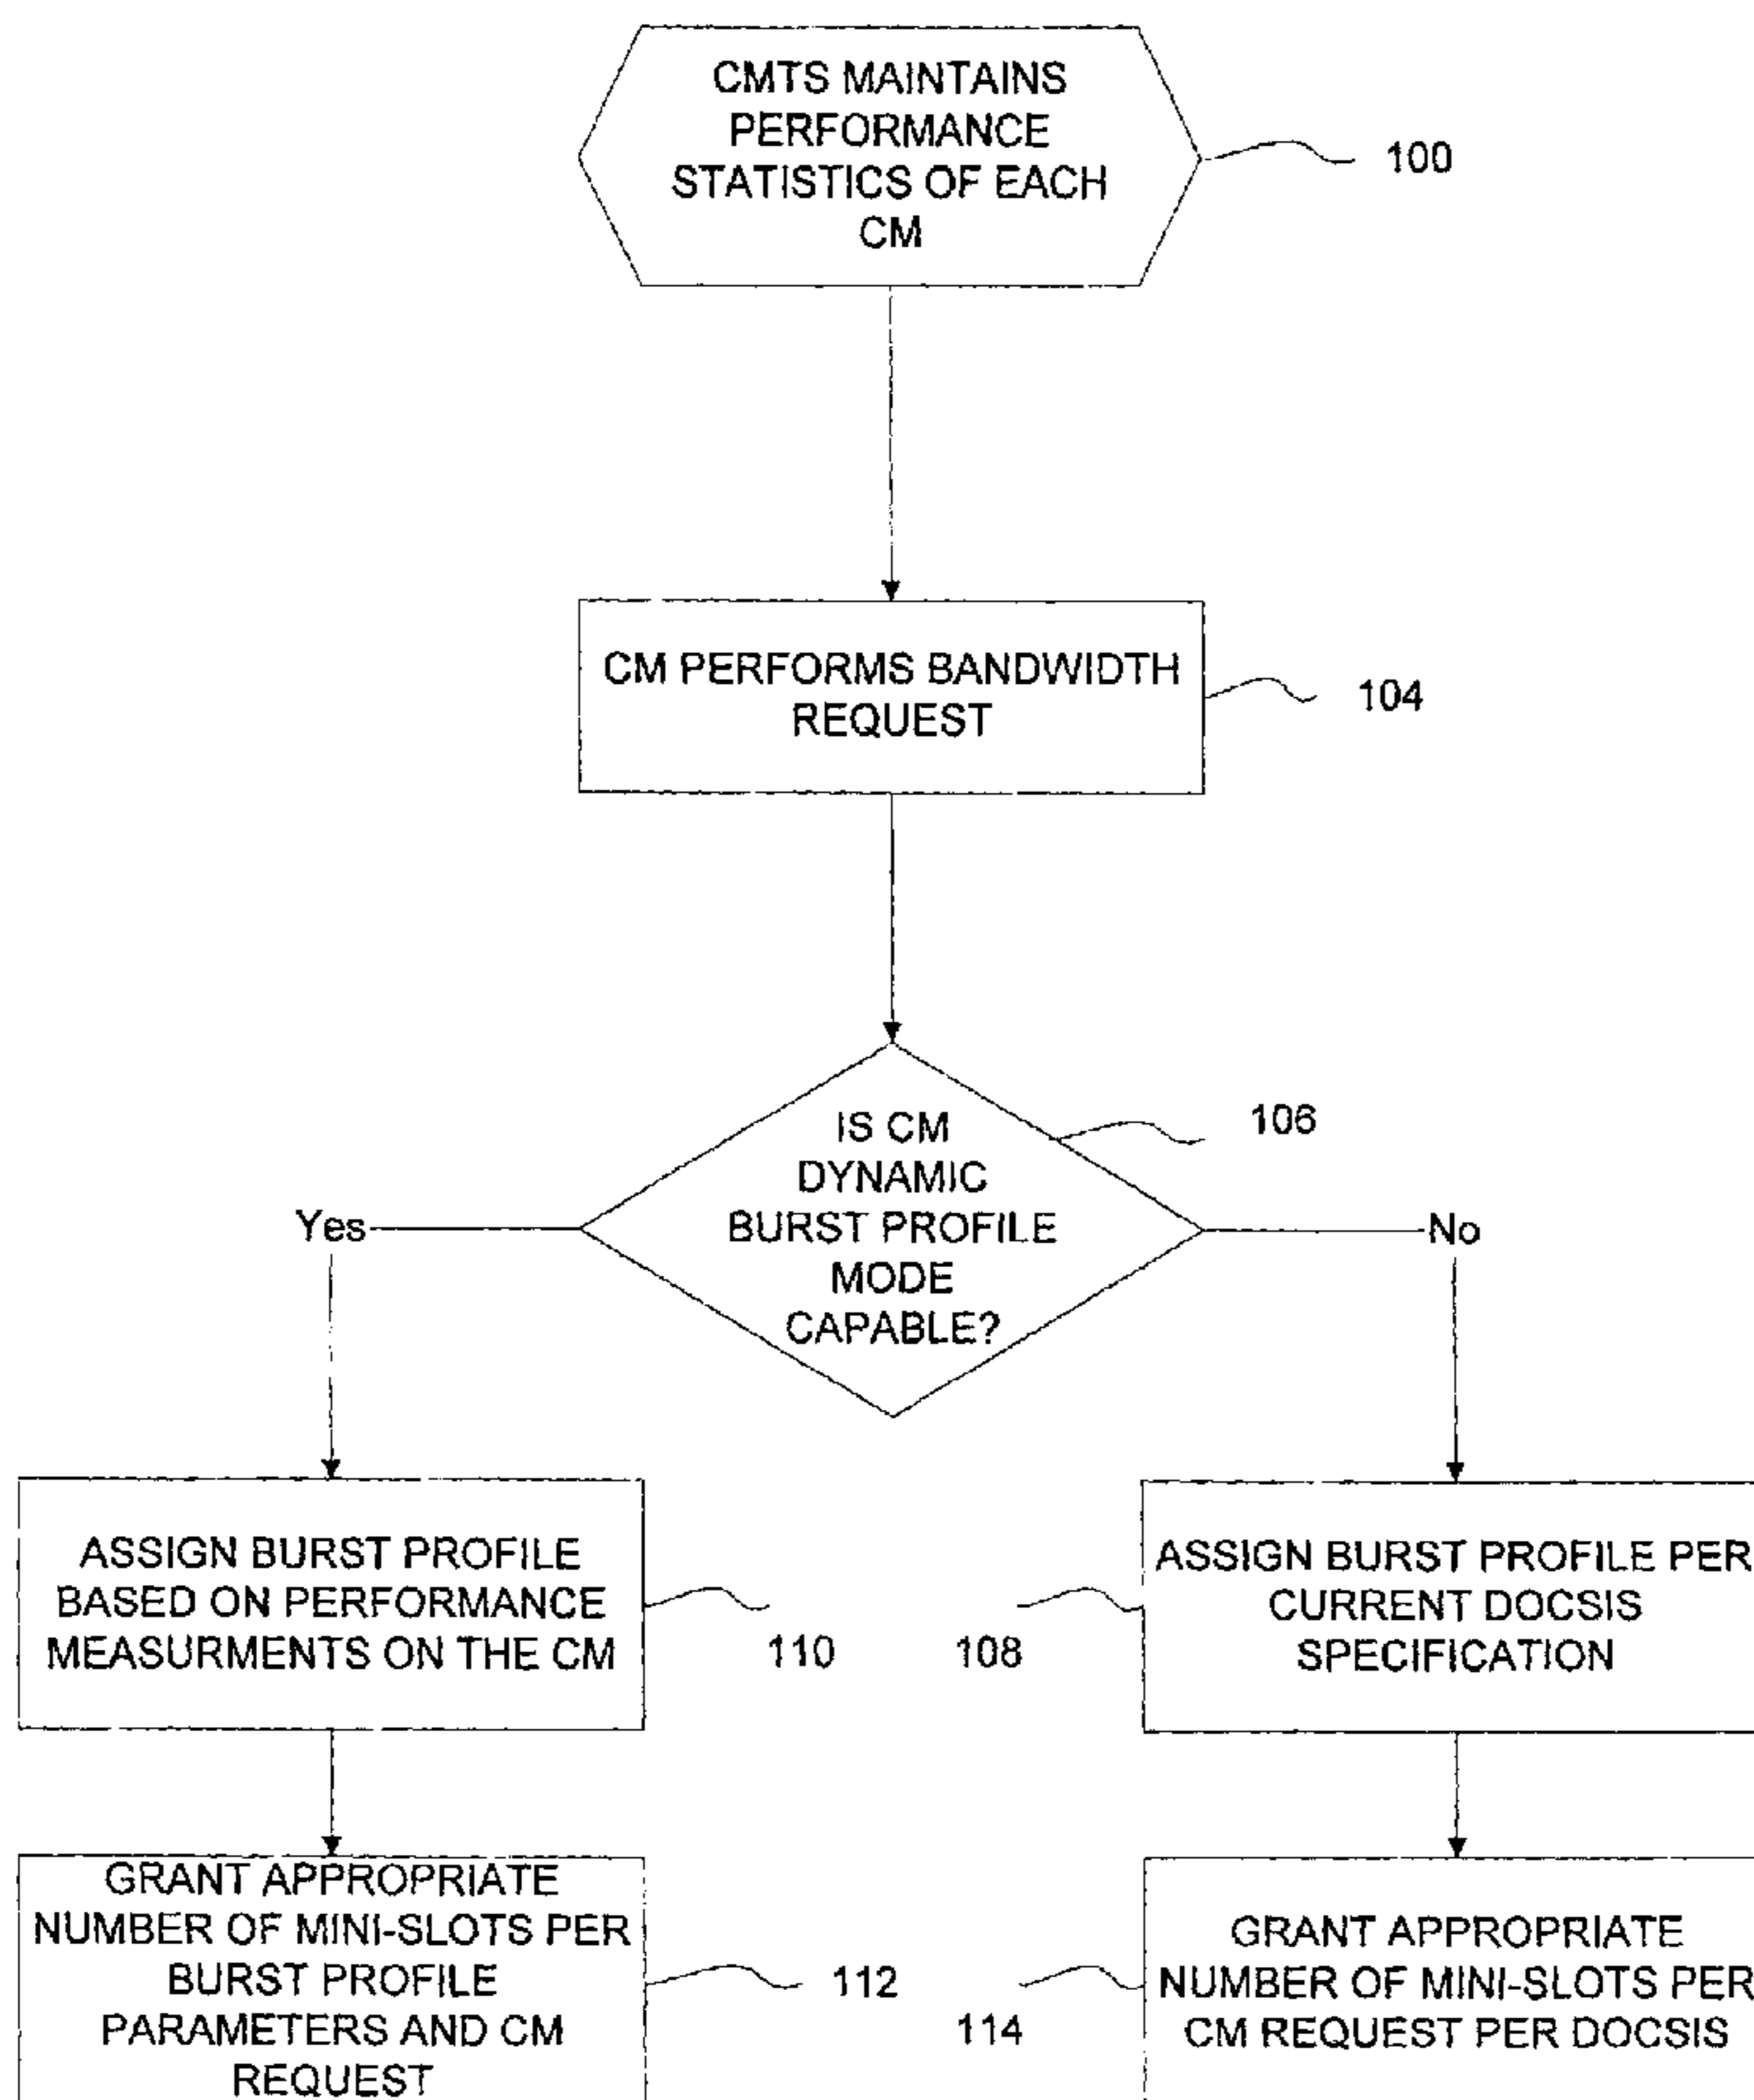 CMTS MAINTAINS
PERFORMANCE
STATISTICS OF EACH
CM
100
CM PERFORMS BANDWIDTH
REQUEST
104
IS CM
DYNAMIC
BURST PROFILE
MODE
CAPABLE?
106
Yes
No
ASSIGN BURST PROFILE
BASED ON PERFORMANCE
MEASURMENTS ON THE CM
110
108
ASSIGN BURST PROFILE PER
CURRENT DOCSIS
SPECIFICATION
GRANT APPROPRIATE
NUMBER OF MINI-SLOTS PER
BURST PROFILE
PARAMETERS AND CM
REQUEST
112
114
GRANT APPROPRIATE
NUMBER OF MINI-SLOTS PER
CM REQUEST PER DOCSIS